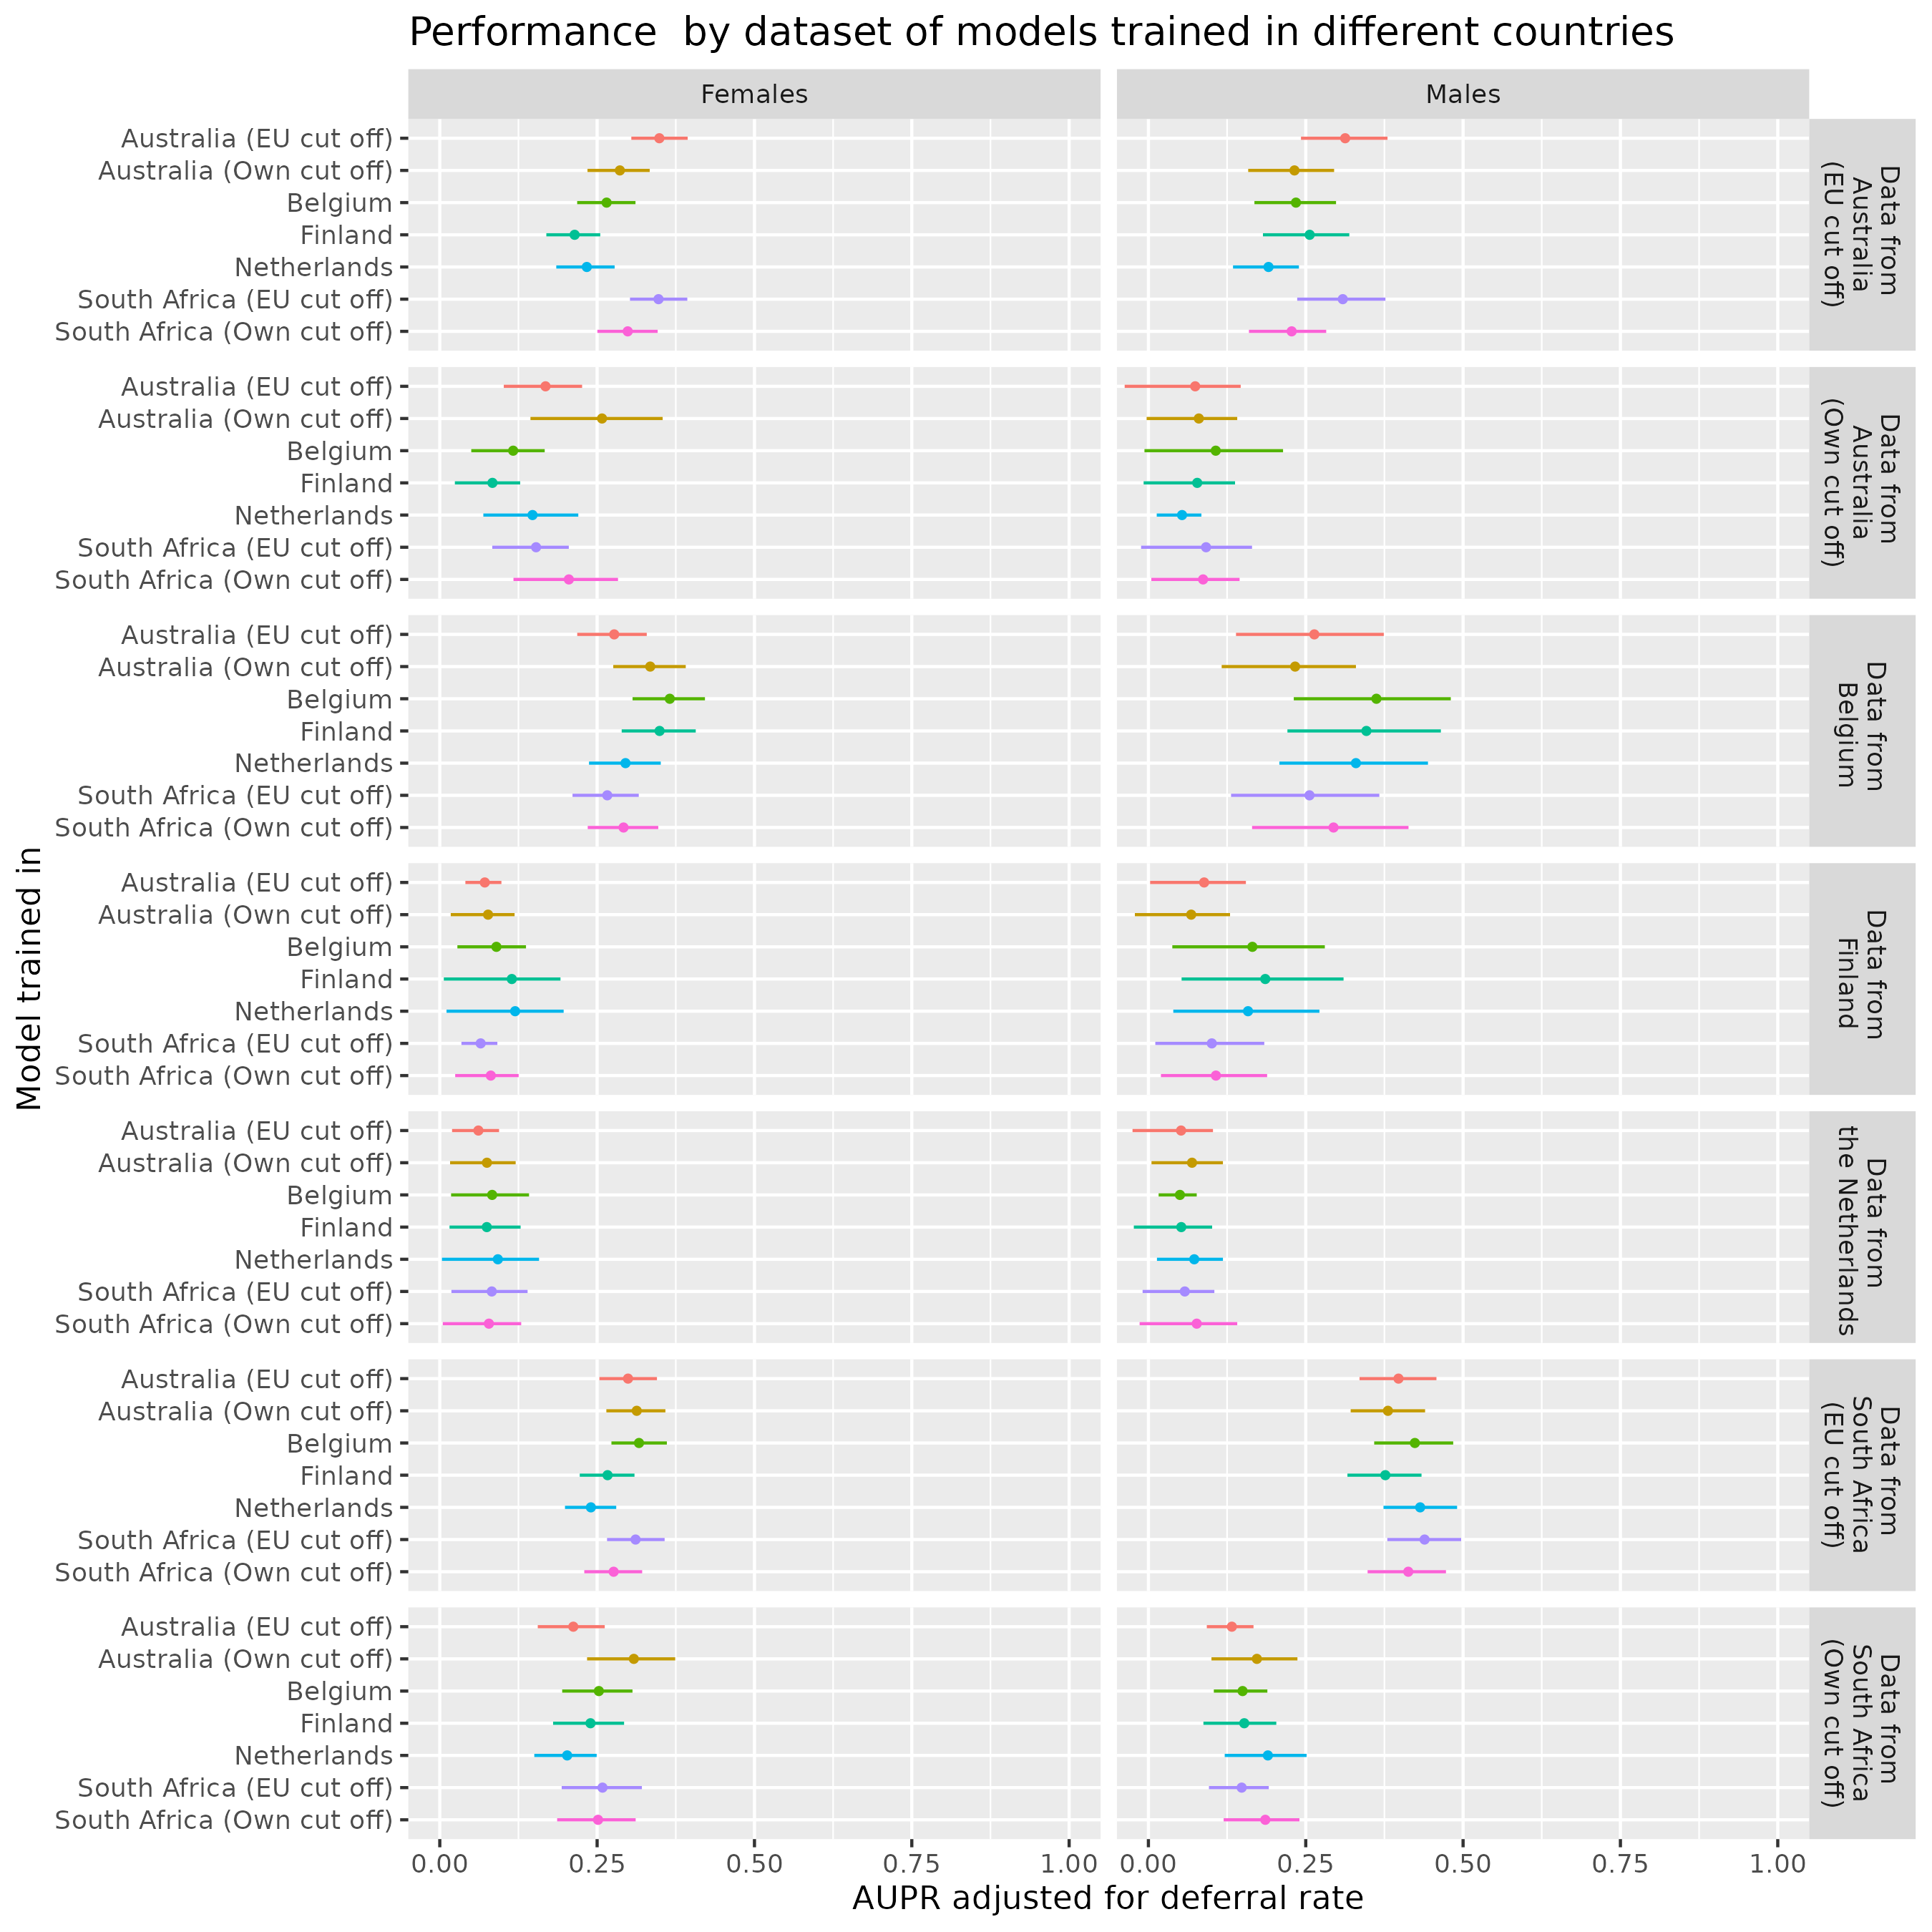 Performance  by dataset of models trained in different countries
Females
Males
Australia (EU cut off)
Australia (Own cut off)
Belgium
Finland
Netherlands
South Africa (EU cut off)
South Africa (Own cut off)
Data from
Australia
(EU cut off)
Australia (EU cut off)
Australia (Own cut off)
Belgium
Finland
Netherlands
South Africa (EU cut off)
South Africa (Own cut off)
Data from
Australia
(Own cut off)
Australia (EU cut off)
Australia (Own cut off)
Belgium
Finland
Netherlands
South Africa (EU cut off)
South Africa (Own cut off)
Data from
Belgium
Model trained in
Australia (EU cut off)
Australia (Own cut off)
Belgium
Finland
Netherlands
South Africa (EU cut off)
South Africa (Own cut off)
Data from
Finland
Australia (EU cut off)
Australia (Own cut off)
Belgium
Finland
Netherlands
South Africa (EU cut off)
South Africa (Own cut off)
Data from
the Netherlands
Australia (EU cut off)
Australia (Own cut off)
Belgium
Finland
Netherlands
South Africa (EU cut off)
South Africa (Own cut off)
Data from
South Africa
(EU cut off)
Australia (EU cut off)
Australia (Own cut off)
Belgium
Finland
Netherlands
South Africa (EU cut off)
South Africa (Own cut off)
Data from
South Africa
(Own cut off)
0.00 0.25 0.50 0.75 1.00 0.00 0.25 0.50 0.75 1.00
AUPR adjusted for deferral rate